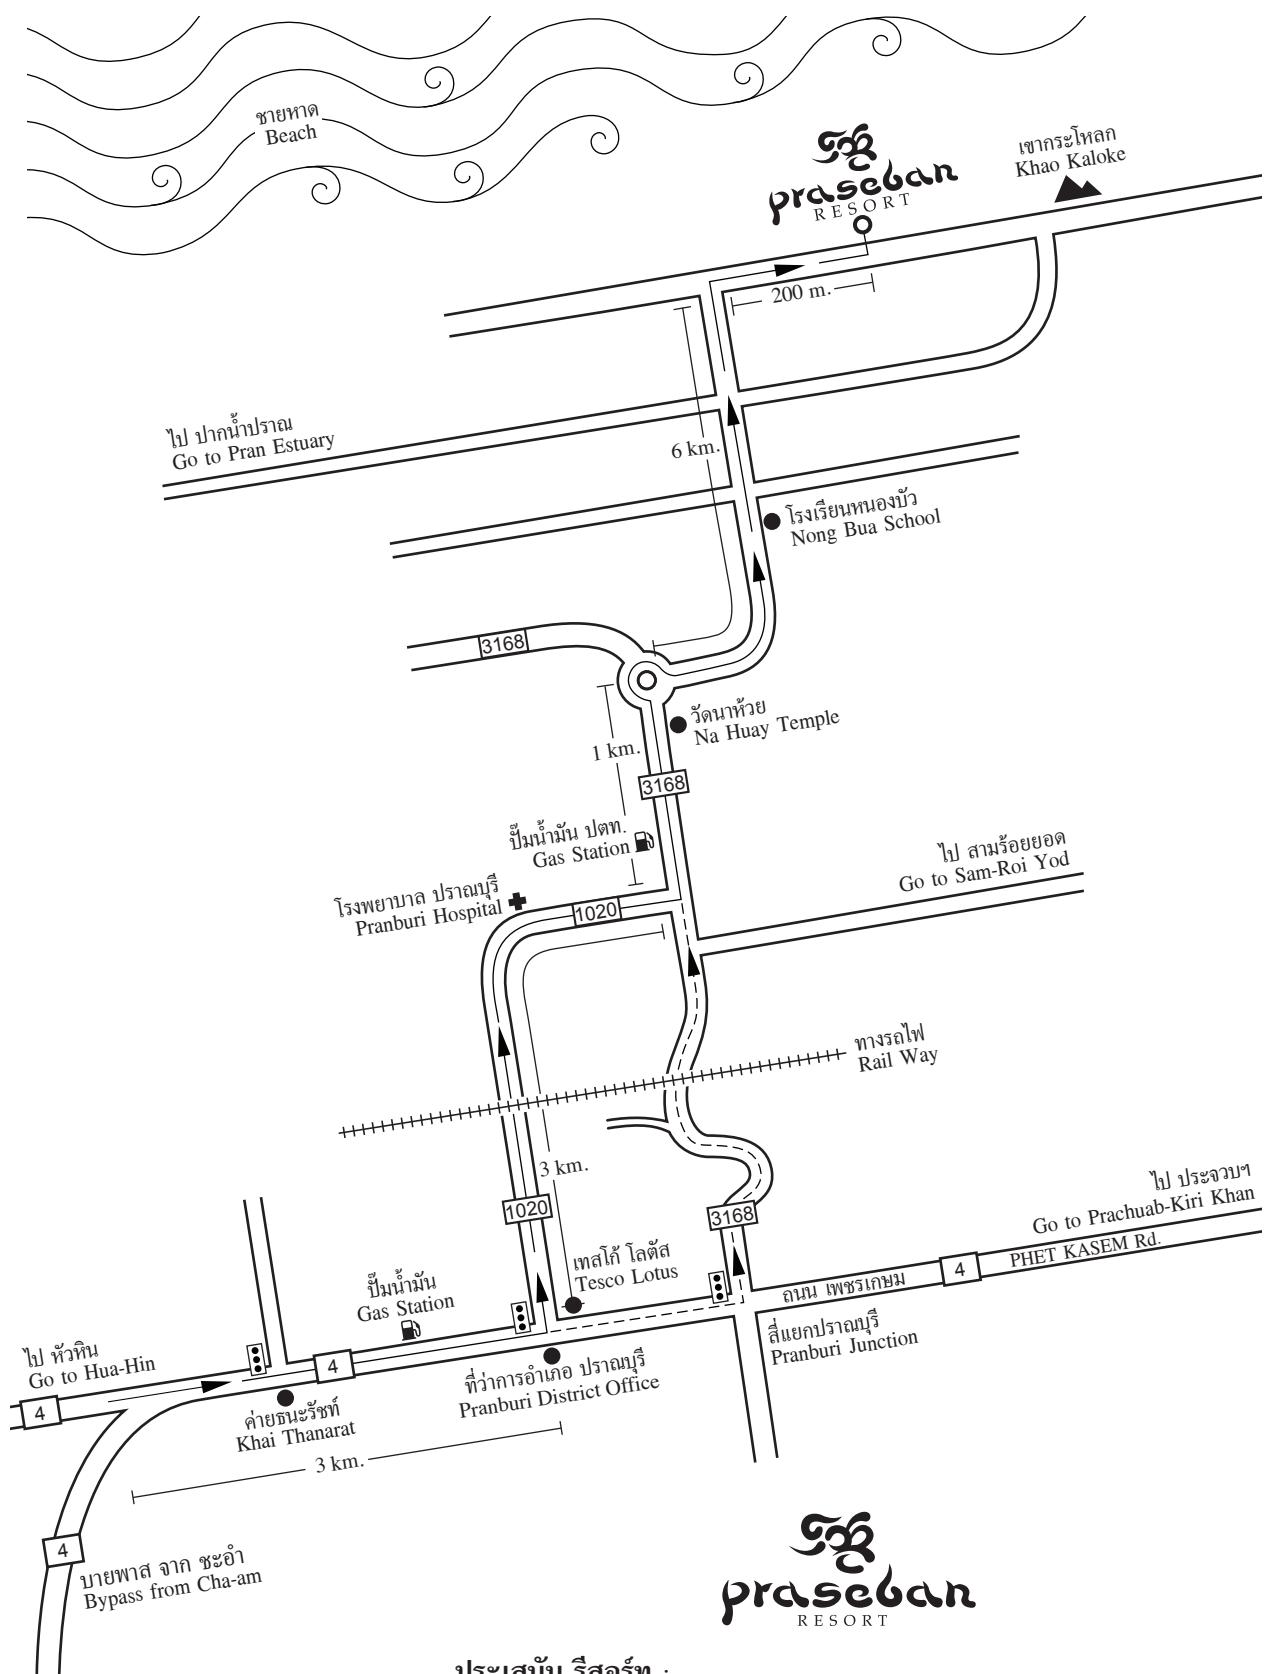 ชายหาด
Beach
praseban
RESORT
เขากระโหลก
Khao Kaloke
200 m.
ไป ปากน้ำปราณ
Go to Pran Estuary
6 km.
โรงเรียนหนองบัว
Nong Bua School
3168
วัดนาห้วย
Na Huay Temple
1 km.
3168
ปั๊มน้ำมัน ปตท.
Gas Station
ไป สามร้อยยอด
Go to Sam-Roi Yod
โรงพยาบาล ปราณบุรี
Pranburi Hospital
1020
ทางรถไฟ
Rail Way
3 km.
1020
3168
ไป ประจวบฯ
Go to Prachuab-Kiri Khan
เทสโก้ โลตัส
Tesco Lotus
ถนน เพชรเกษม
4
PHET KASEM Rd.
ปั๊มน้ำมัน
Gas Station
สี่แยกปราณบุรี
Pranburi Junction
ไป หัวหิน
Go to Hua-Hin
4
4
ที่ว่าการอำเภอ ปราณบุรี
Pranburi District Office
ค่ายธนะรัชท์
Khai Thanarat
3 km.
4
บายพาส จาก ชะอำ
Bypass from Cha-am
praseban
RESORT
ประเสบัน รีสอร์ท :